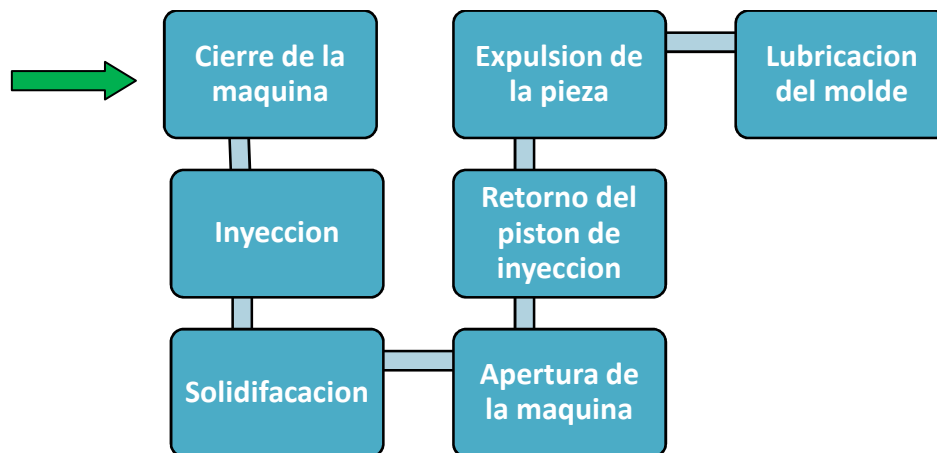 Cierre de la
maquina
Inyeccion
Solidifacacion
Apertura de
la maquina
Retorno del
piston de
inyeccion
Expulsion de
la pieza
Lubricacion
del molde